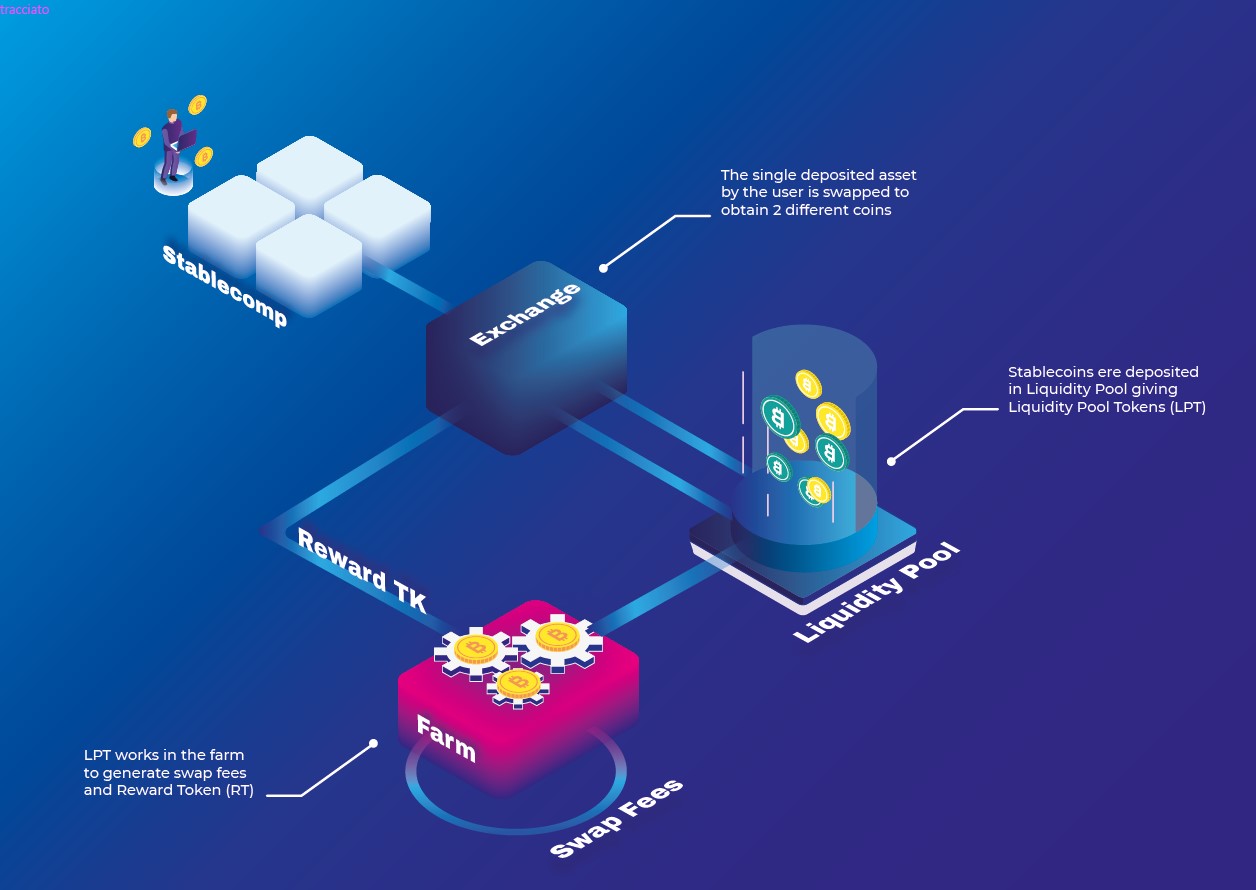 tracciato
The single deposited asset
by the user is swapped to
obtain 2 different coins
Stablecomp
Exchange
Stablecoins ere deposited
in Liquidity Pool giving
Liquidity Pool Tokens (LPT)
Reward TK
Liquidity Pool
Farm
LPT works in the farm
to generate swap fees
and Reward Token (RT)
Swap Fees